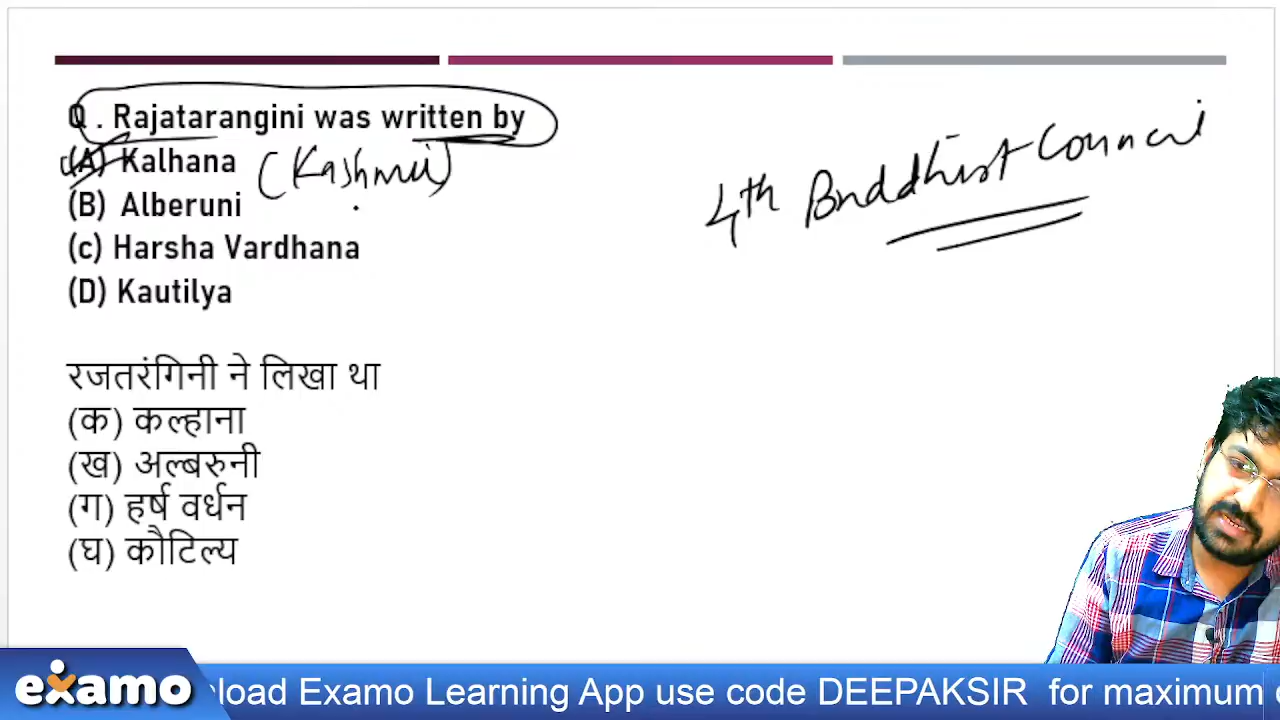 Q . Rajatarangini was written by
(A) Kalhana (Kashmir)
(B) Alberuni
(c) Harsha Vardhana
(D) Kautilya
4th Buddhist Council
रजतरंगिनी ने लिखा था
(क) कल्हाना
(ख) अल्बरुनी
(ग) हर्ष वर्धन
(घ) कौटिल्य
examo
load Examo Learning App use code DEEPAKSIR for maximum